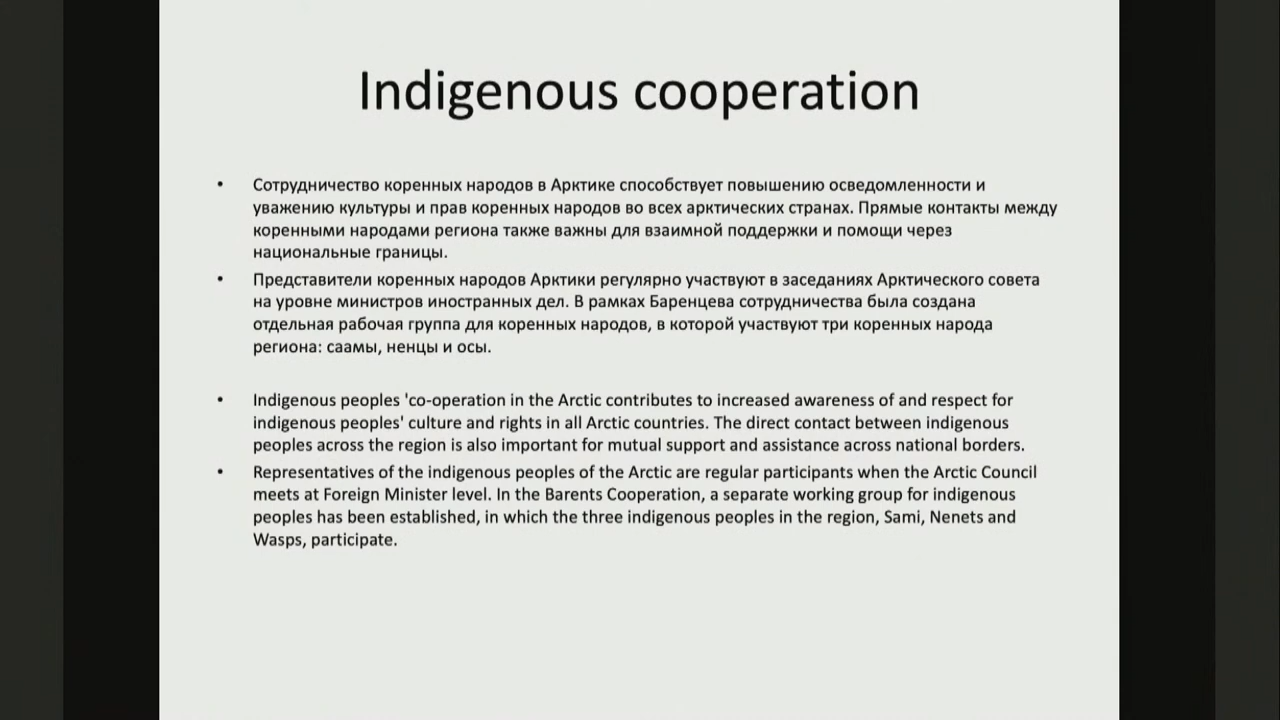 Indigenous cooperation
• Сотрудничество коренных народов в Арктике способствует повышению осведомленности и
уважению культуры и прав коренных народов во всех арктических странах. Прямые контакты между
коренными народами региона также важны для взаимной поддержки и помощи через
национальные границы.
• Представители коренных народов Арктики регулярно участвуют в заседаниях Арктического совета
на уровне министров иностранных дел. В рамках Баренцева сотрудничества была создана
отдельная рабочая группа для коренных народов, в которой участвуют три коренных народа
региона: саамы, ненцы и осы.
• Indigenous peoples 'co-operation in the Arctic contributes to increased awareness of and respect for
indigenous peoples' culture and rights in all Arctic countries. The direct contact between indigenous
peoples across the region is also important for mutual support and assistance across national borders.
• Representatives of the indigenous peoples of the Arctic are regular participants when the Arctic Council
meets at Foreign Minister level. In the Barents Cooperation, a separate working group for indigenous
peoples has been established, in which the three indigenous peoples in the region, Sami, Nenets and
Wasps, participate.